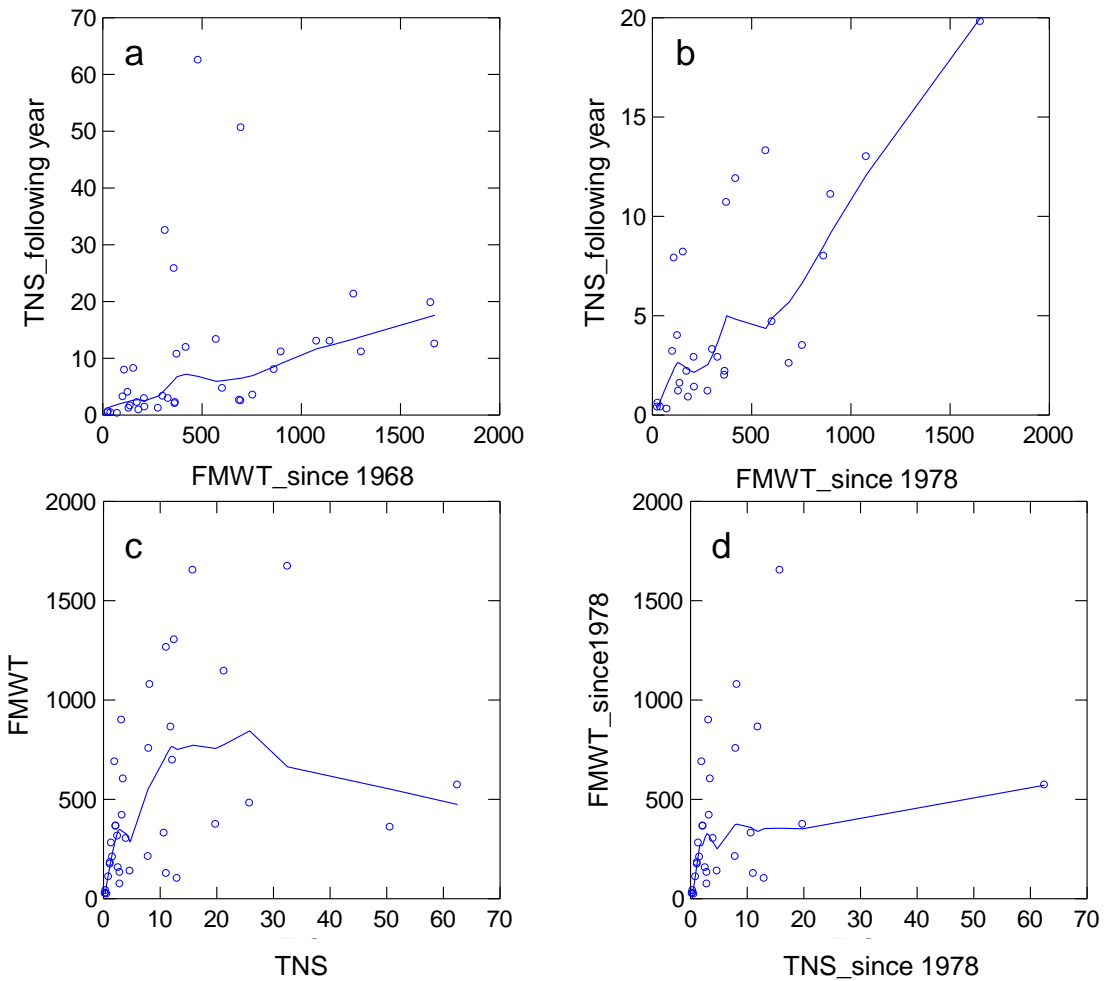 a
70
60
50
40
30
20
10
0
TNS_following year
0 500 1000 1500 2000
FMWT_since 1968
b
20
15
10
5
0
TNS_following year
0 500 1000 1500 2000
FMWT_since 1978
c
2000
1500
1000
500
0
FMWT
0 10 20 30 40 50 60 70
TNS
d
2000
1500
1000
500
0
FMWT_since1978
0 10 20 30 40 50 60 70
TNS_since 1978